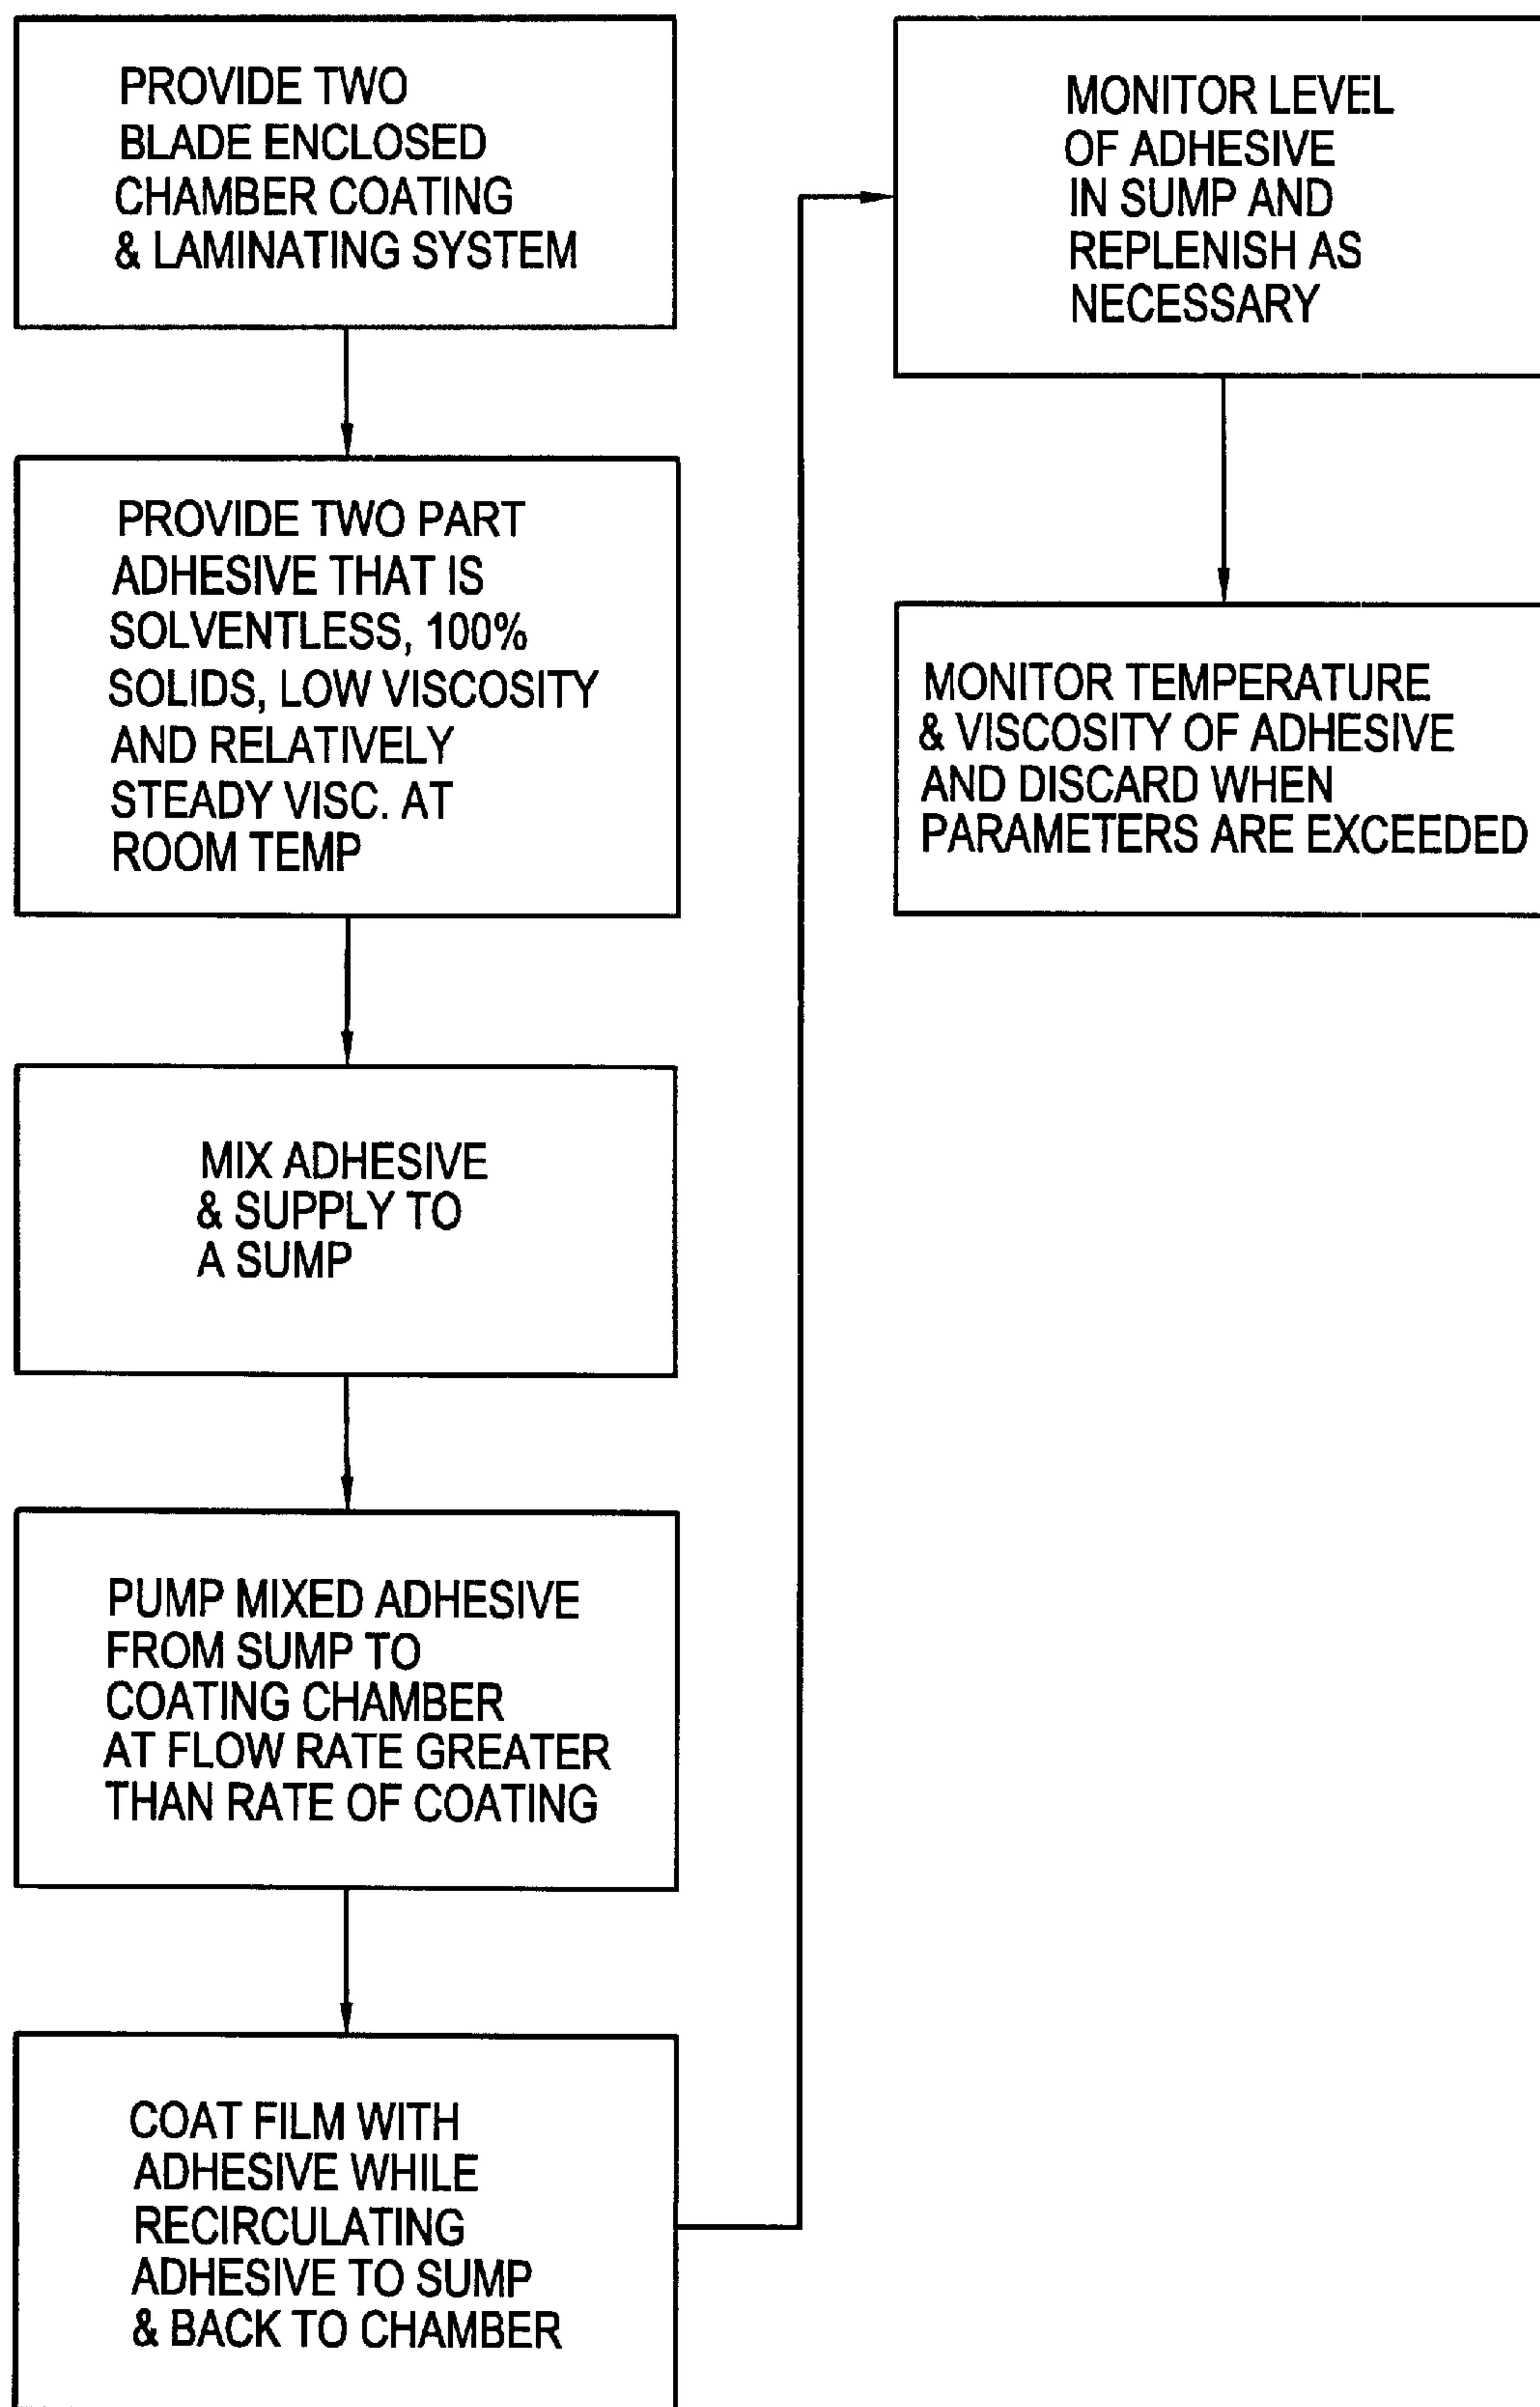 PROVIDE TWO
BLADE ENCLOSED
CHAMBER COATING
& LAMINATING SYSTEM
PROVIDE TWO PART
ADHESIVE THAT IS
SOLVENTLESS, 100%
SOLIDS, LOW VISCOSITY
AND RELATIVELY
STEADY VISC. AT
ROOM TEMP
MIX ADHESIVE
& SUPPLY TO
A SUMP
PUMP MIXED ADHESIVE
FROM SUMP TO
COATING CHAMBER
AT FLOW RATE GREATER
THAN RATE OF COATING
COAT FILM WITH
ADHESIVE WHILE
RECIRCULATING
ADHESIVE TO SUMP
& BACK TO CHAMBER
MONITOR LEVEL
OF ADHESIVE
IN SUMP AND
REPLENISH AS
NECESSARY
MONITOR TEMPERATURE
& VISCOSITY OF ADHESIVE
AND DISCARD WHEN
PARAMETERS ARE EXCEEDED